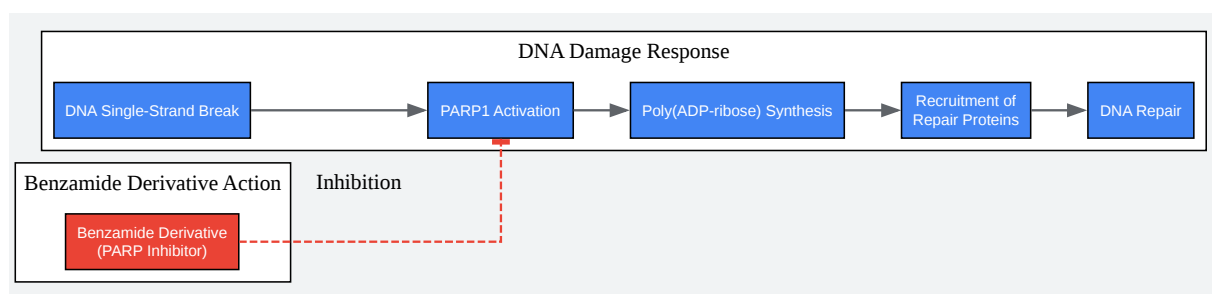 DNA Damage Response
DNA Single-Strand Break
PARP1 Activation
Poly(ADP-ribose) Synthesis
Recruitment of
Repair Proteins
DNA Repair
Benzamide Derivative Action
Inhibition
Benzamide Derivative
(PARP Inhibitor)